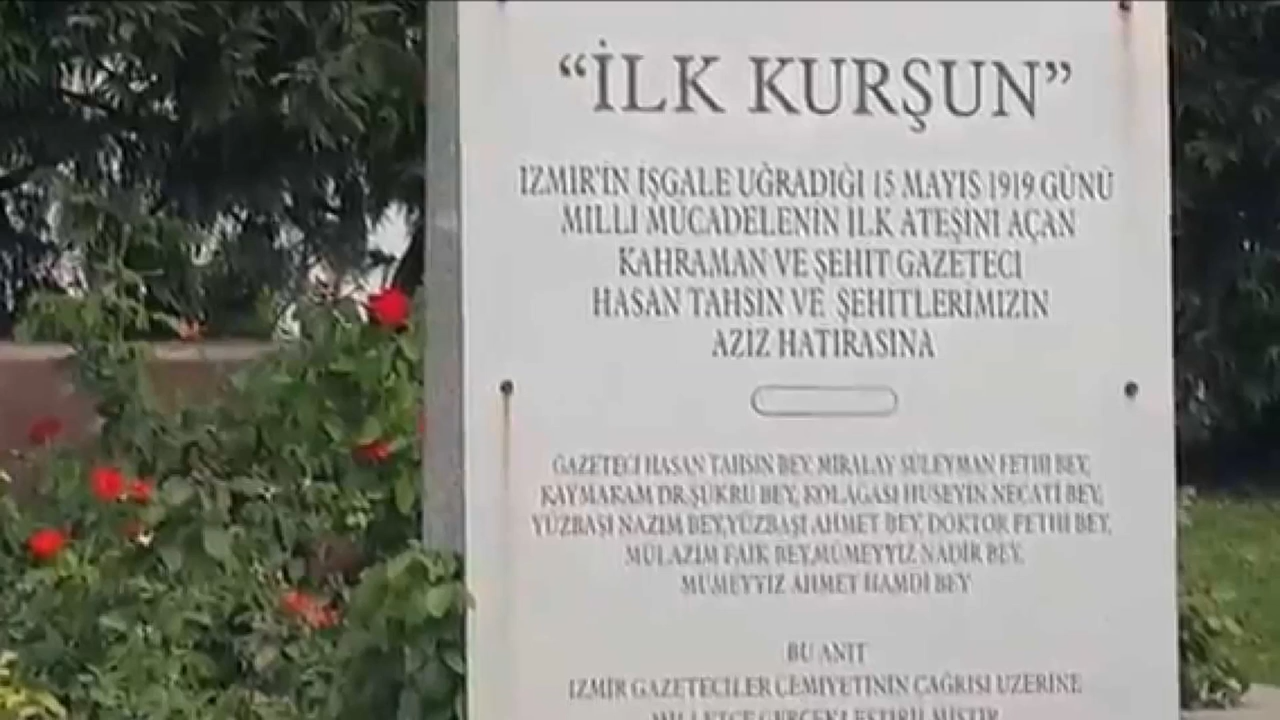 “İLK KURŞUN”
İZMİR'İN İŞGALE UĞRADIĞI 15 MAYIS 1919 GÜNÜ
MİLLİ MÜCADELENİN İLK ATEŞİNİ AÇAN
KAHRAMAN VE ŞEHİT GAZETECİ
HASAN TAHSİN VE ŞEHİTLERİMİZİN
AZİZ HATIRASINA
GAZETECİ HASAN TAHSİN BEY, MİRALAY SÜLEYMAN FETHİ BEY,
KAYMAKAM DR.ŞÜKRÜ BEY, KOLAĞASI HÜSEYİN NECATİ BEY,
YÜZBAŞI NAZIM BEY,YÜZBAŞI AHMET BEY, DOKTOR FETHİ BEY,
MÜLAZIM FAİK BEY,MÜMEYYİZ NADİR BEY,
MÜMEYYİZ AHMET HAMDİ BEY
BU ANIT
İZMİR GAZETECİLER CEMİYETİNİN ÇAĞRISI ÜZERİNE
MİLLETÇE GERÇEKLEŞTİRİLMİŞTİR